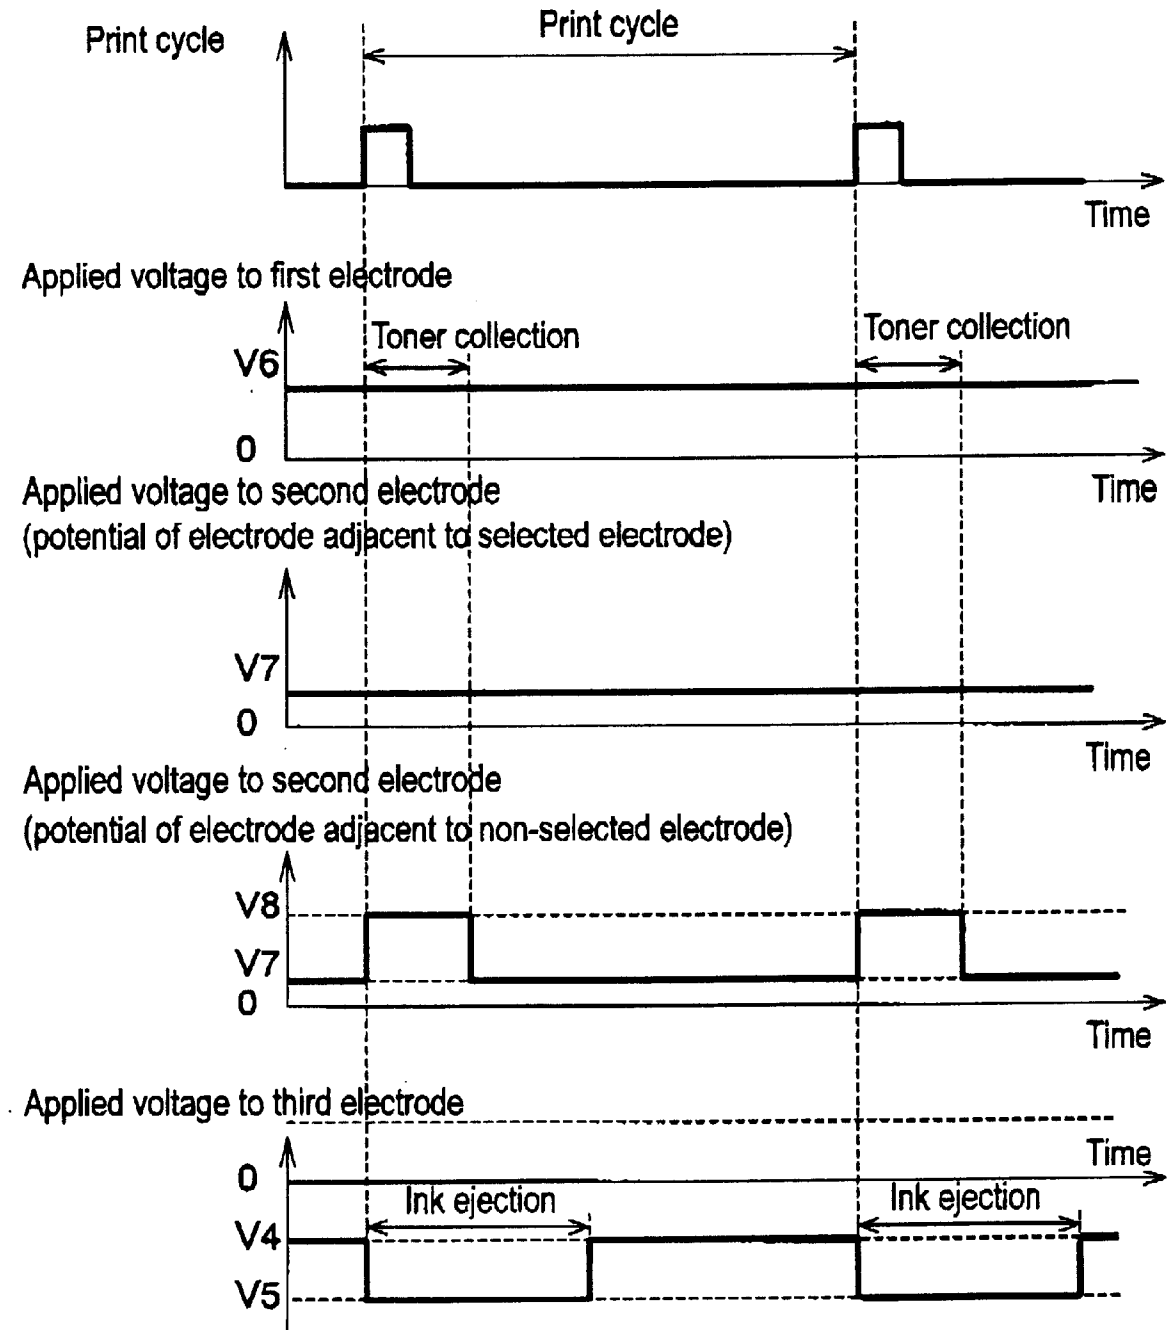 Print cycle
Print cycle
Time
Applied voltage to first electrode
Toner collection
Toner collection
V6
0
Time
Applied voltage to second electrode
(potential of electrode adjacent to selected electrode)
V7
0
Time
Applied voltage to second electrode
(potential of electrode adjacent to non-selected electrode)
V8
V7
0
Time
Applied voltage to third electrode
Time
0
Ink ejection
Ink ejection
V4
V5